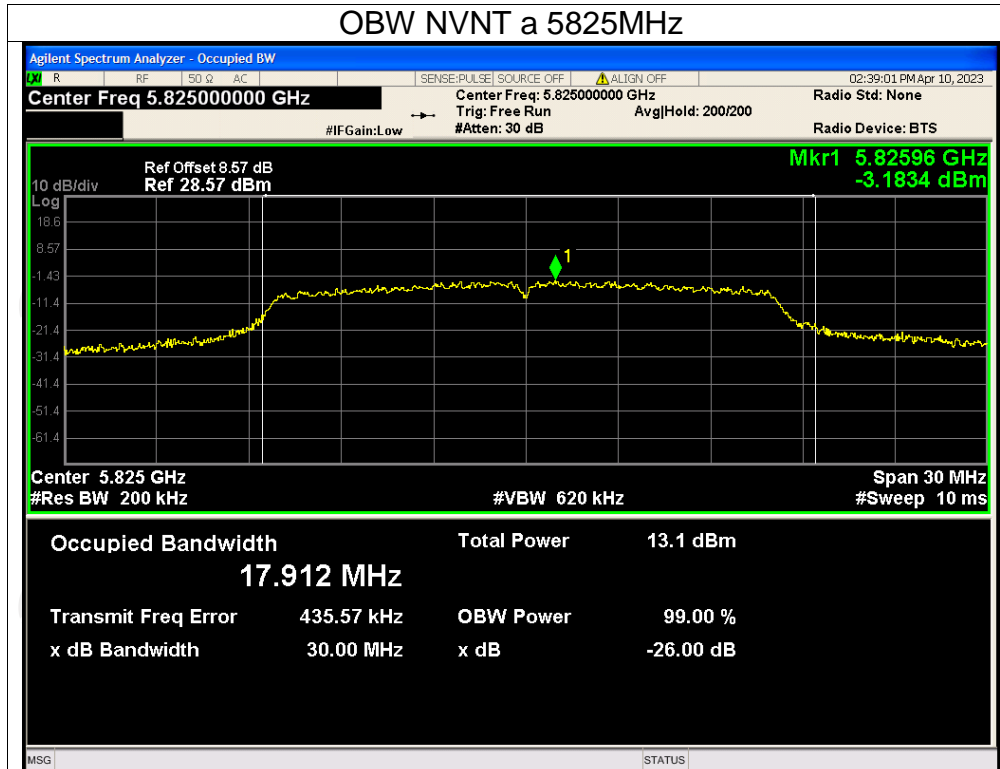 OBW NVNT a 5825MHz
Agilent Spectrum Analyzer - Occupied BW
LXI R RF 50 Ω AC SENSE:PULSE SOURCE OFF ALIGN OFF 02:39:01 PM Apr 10, 2023
Center Freq 5.825000000 GHz
Center Freq: 5.825000000 GHz
Radio Std: None
Trig: Free Run Avg|Hold: 200/200
#IFGain:Low #Atten: 30 dB Radio Device: BTS
Mkr1 5.82596 GHz
-3.1834 dBm
Ref Offset 8.57 dB
10 dB/div Ref 28.57 dBm
Log
18.6
8.57
1
-1.43
-11.4
-21.4
-31.4
-41.4
-51.4
-61.4
Center 5.825 GHz Span 30 MHz
#Res BW 200 kHz #VBW 620 kHz #Sweep 10 ms
Occupied Bandwidth Total Power 13.1 dBm
17.912 MHz
Transmit Freq Error 435.57 kHz OBW Power 99.00 %
x dB Bandwidth 30.00 MHz x dB -26.00 dB
MSG STATUS